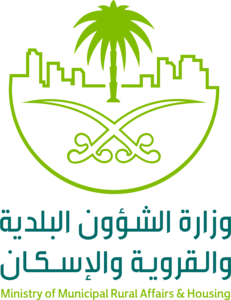 وزارة الشؤون البلدية
والقروية والإسكان
Ministry of Municipal Rural Affairs & Housing